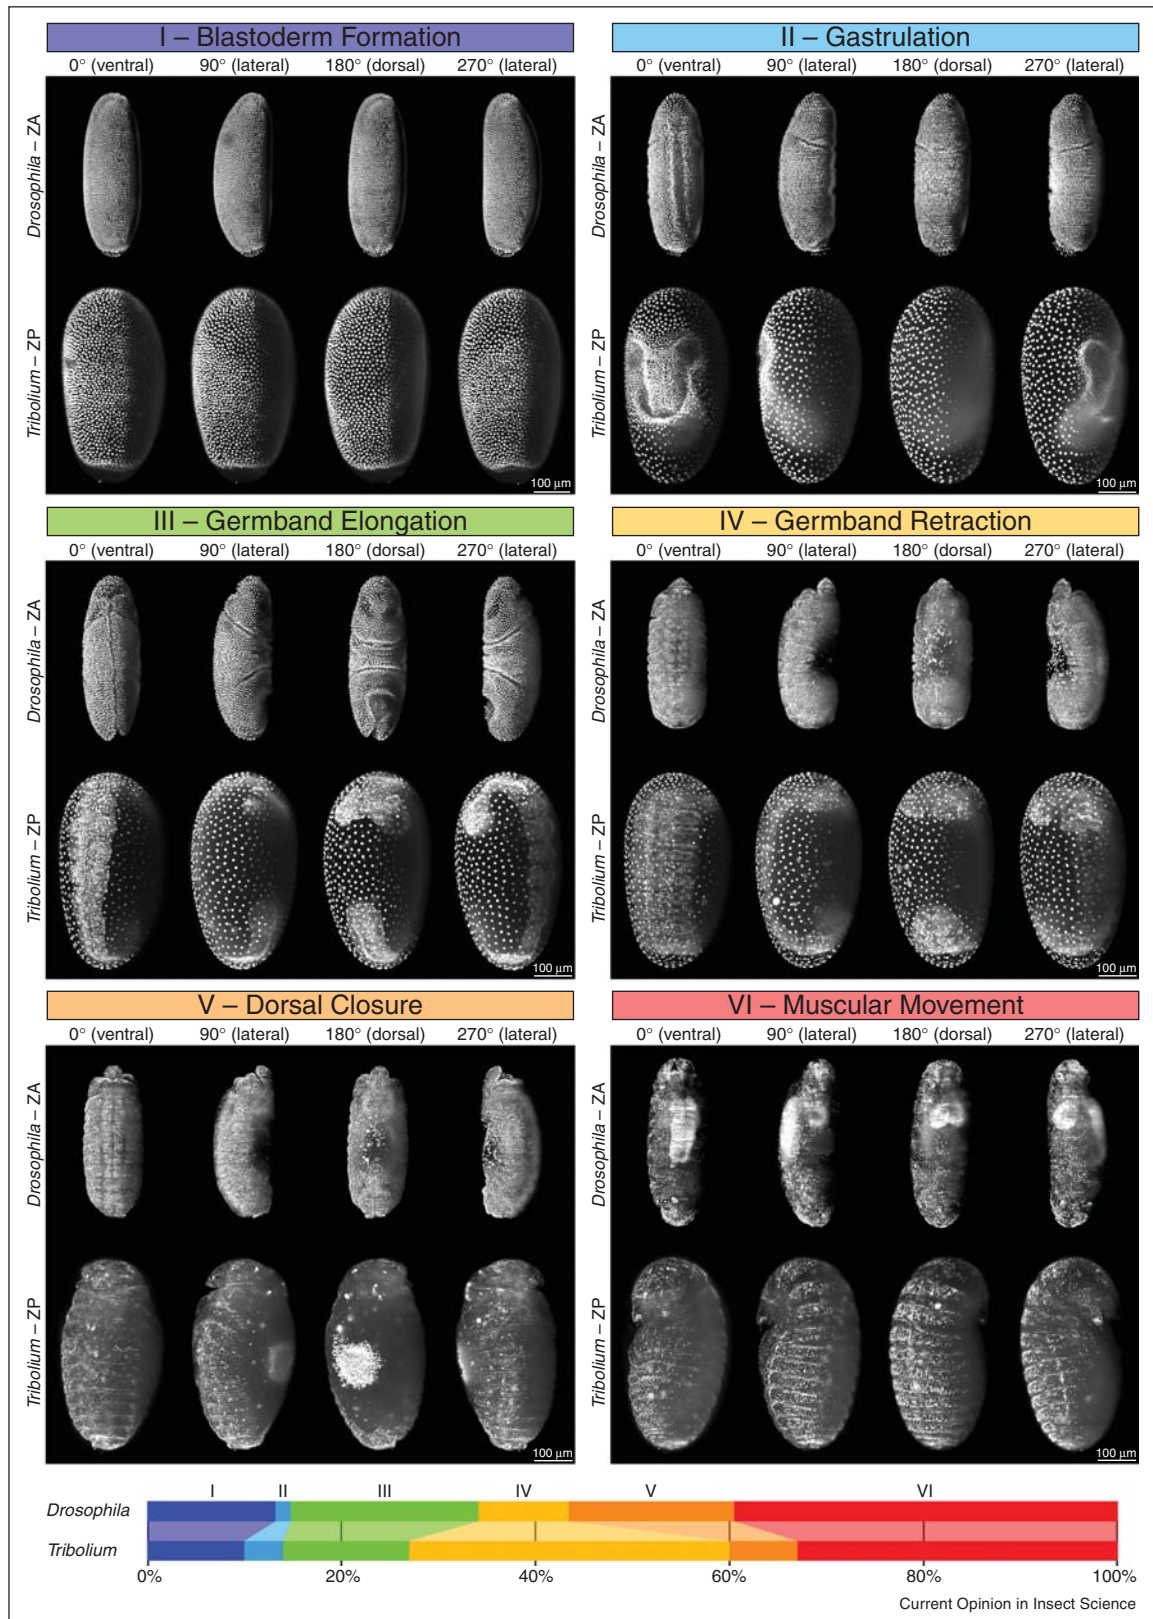 I – Blastoderm Formation
0° (ventral) 90° (lateral) 180° (dorsal) 270° (lateral)
Drosophila – ZA
Tribolium – ZP
100 μm
II – Gastrulation
0° (ventral) 90° (lateral) 180° (dorsal) 270° (lateral)
Drosophila – ZA
Tribolium – ZP
100 μm
III – Germband Elongation
0° (ventral) 90° (lateral) 180° (dorsal) 270° (lateral)
Drosophila – ZA
Tribolium – ZP
100 μm
IV – Germband Retraction
0° (ventral) 90° (lateral) 180° (dorsal) 270° (lateral)
Drosophila – ZA
Tribolium – ZP
100 μm
V – Dorsal Closure
0° (ventral) 90° (lateral) 180° (dorsal) 270° (lateral)
Drosophila – ZA
Tribolium – ZP
100 μm
VI – Muscular Movement
0° (ventral) 90° (lateral) 180° (dorsal) 270° (lateral)
Drosophila – ZA
Tribolium – ZP
100 μm
I II III IV V VI
Drosophila
Tribolium
0% 20% 40% 60% 80% 100%
Current Opinion in Insect Science